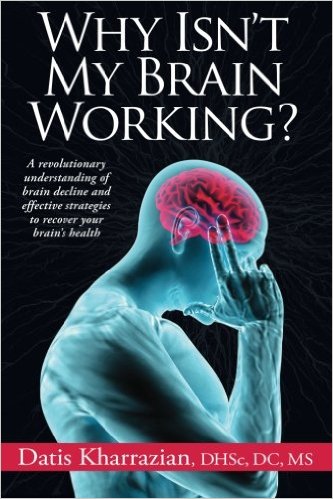 WHY ISN'T
MY BRAIN
WORKING?
A revolutionary
understanding of
brain decline and
effective strategies
to recover your
brain's health
Datis Kharrazian, DHSc, DC, MS